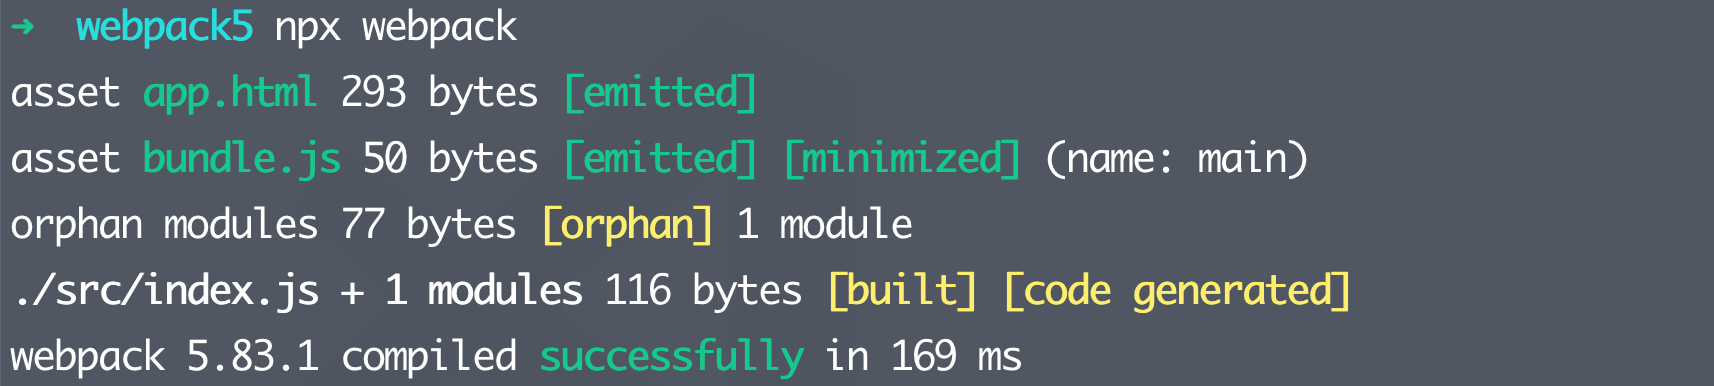 ➜ webpack5 npx webpack
asset app.html 293 bytes [emitted]
asset bundle.js 50 bytes [emitted] [minimized] (name: main)
orphan modules 77 bytes [orphan] 1 module
./src/index.js + 1 modules 116 bytes [built] [code generated]
webpack 5.83.1 compiled successfully in 169 ms